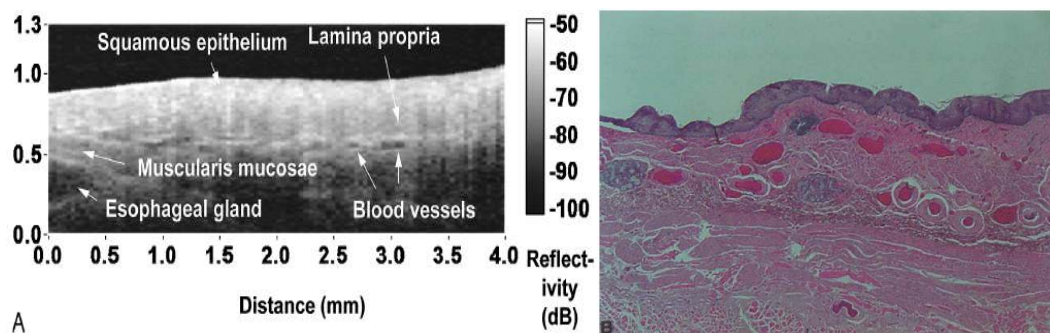 1.3
1.0
0.5
0.0
Squamous epithelium
Lamina propria
Muscularis mucosae
Esophageal gland
Blood vessels
0.0 0.5 1.0 1.5 2.0 2.5 3.0 3.5 4.0
Distance (mm)
-50
-60
-70
-80
-90
-100
Reflect-
ivity
(dB)
A
B